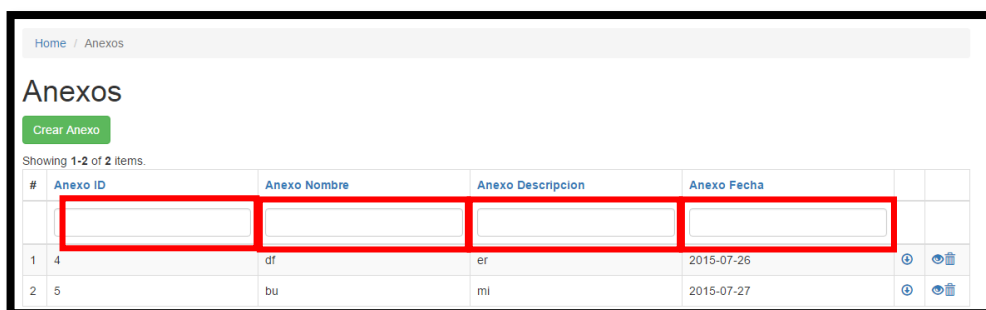 Home / Anexos
Anexos
Crear Anexo
Showing 1-2 of 2 items.
# Anexo ID Anexo Nombre Anexo Descripcion Anexo Fecha
1 4 df er 2015-07-26
2 5 bu mi 2015-07-27